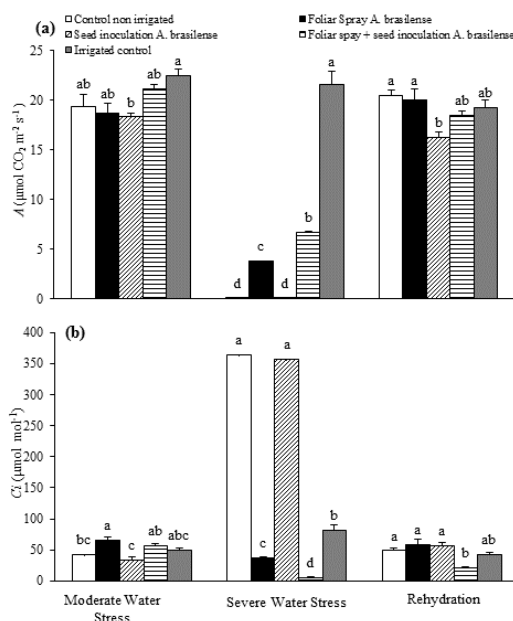 (a)
Control non irrigated
Foliar Spray A. brasilense
Seed inoculation A. brasilense
Foliar spay + seed inoculation A. brasilense
Irrigated control
A (µmol CO₂ m⁻² s⁻¹)
25
20
15
10
5
0
ab ab b ab a
d c d b a
a a b ab ab
(b)
Ci (µmol mol⁻¹)
400
350
300
250
200
150
100
50
0
bc a c ab abc
a c a d b
a a a b ab
Moderate Water Stress
Severe Water Stress
Rehydration